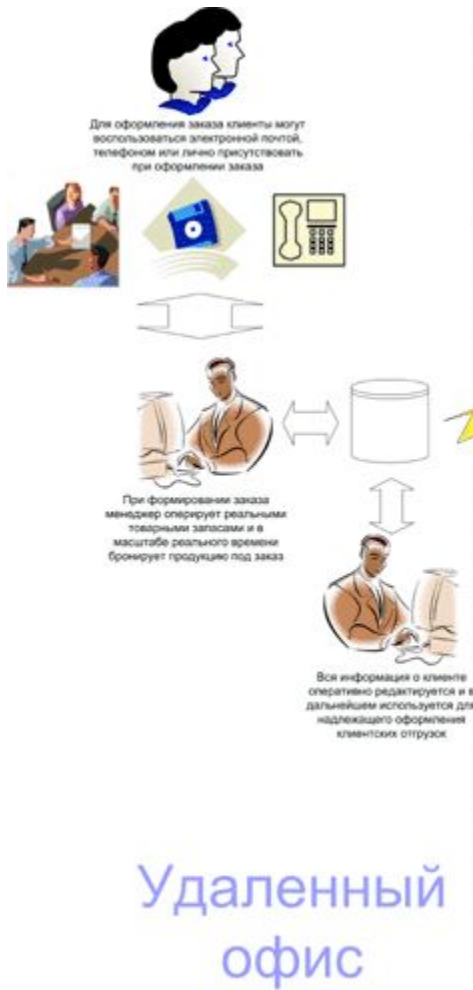 Для оформления заказа клиенты могут
воспользоваться электронной почтой,
телефоном или лично присутствовать
при оформлении заказа
При формировании заказа
менеджер оперирует реальными
товарными запасами и в
масштабе реального времени
бронирует продукцию под заказ
Вся информация о клиенте
оперативно редактируется и в
дальнейшем используется для
надлежащего оформления
клиентских отгрузок
Удаленный
офис